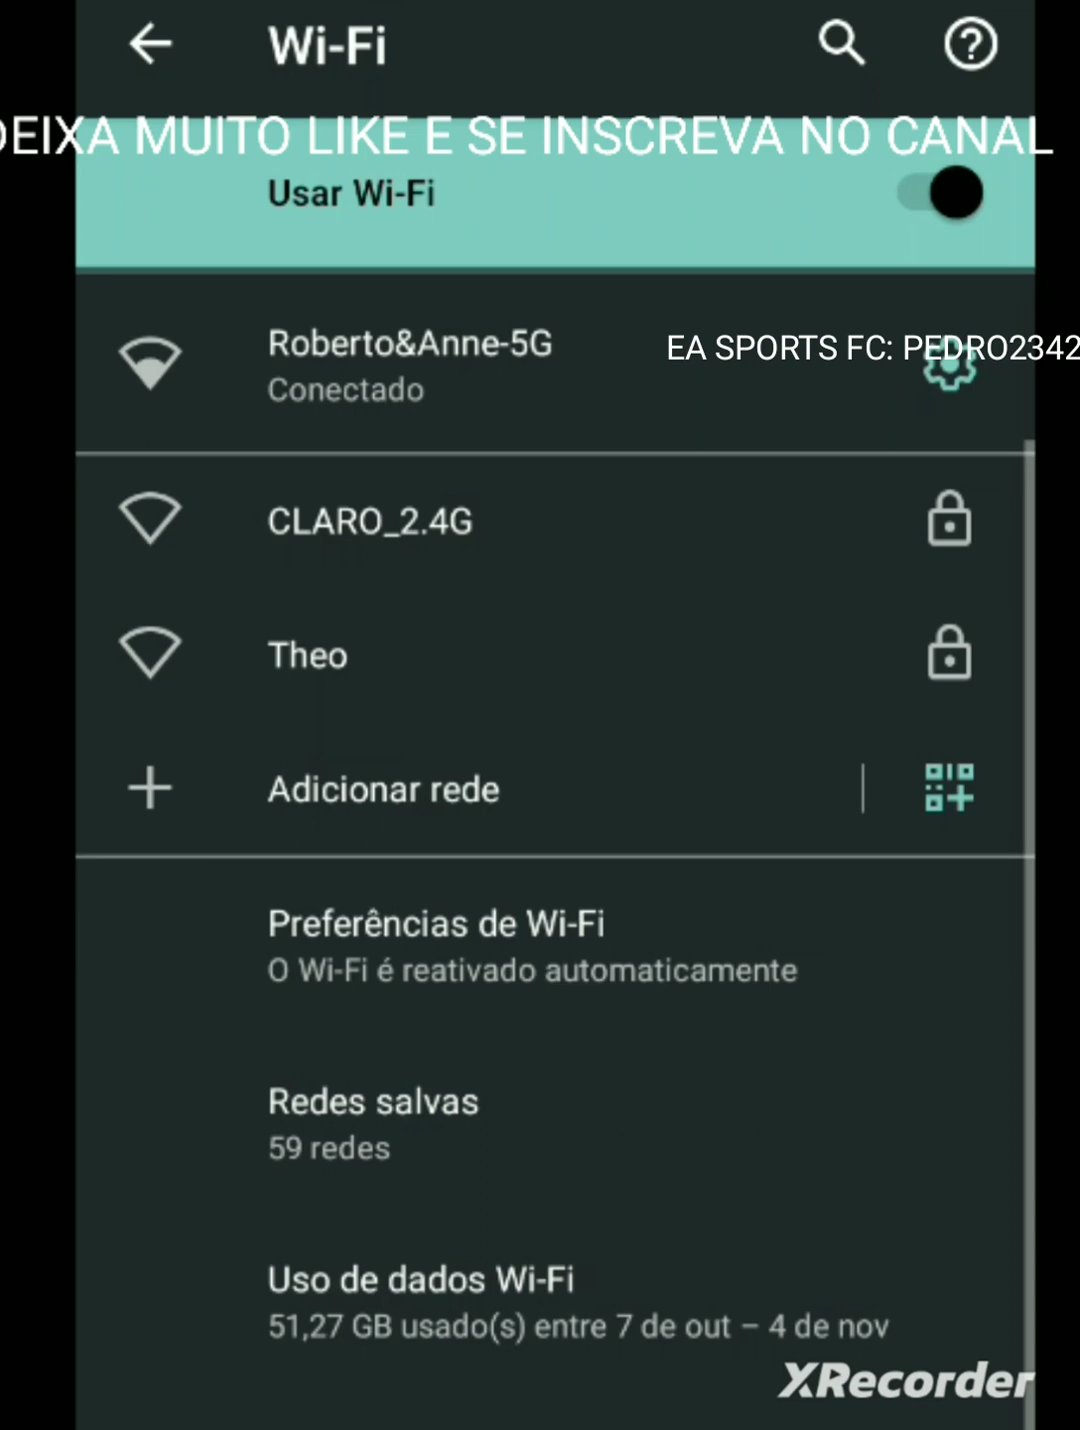 Wi-Fi
DEIXA MUITO LIKE E SE INSCREVA NO CANAL
Usar Wi-Fi
Roberto&Anne-5G
EA SPORTS FC: PEDRO2342
Conectado
CLARO_2.4G
Theo
Adicionar rede
Preferências de Wi-Fi
O Wi-Fi é reativado automaticamente
Redes salvas
59 redes
Uso de dados Wi-Fi
51,27 GB usado(s) entre 7 de out – 4 de nov
XRecorder